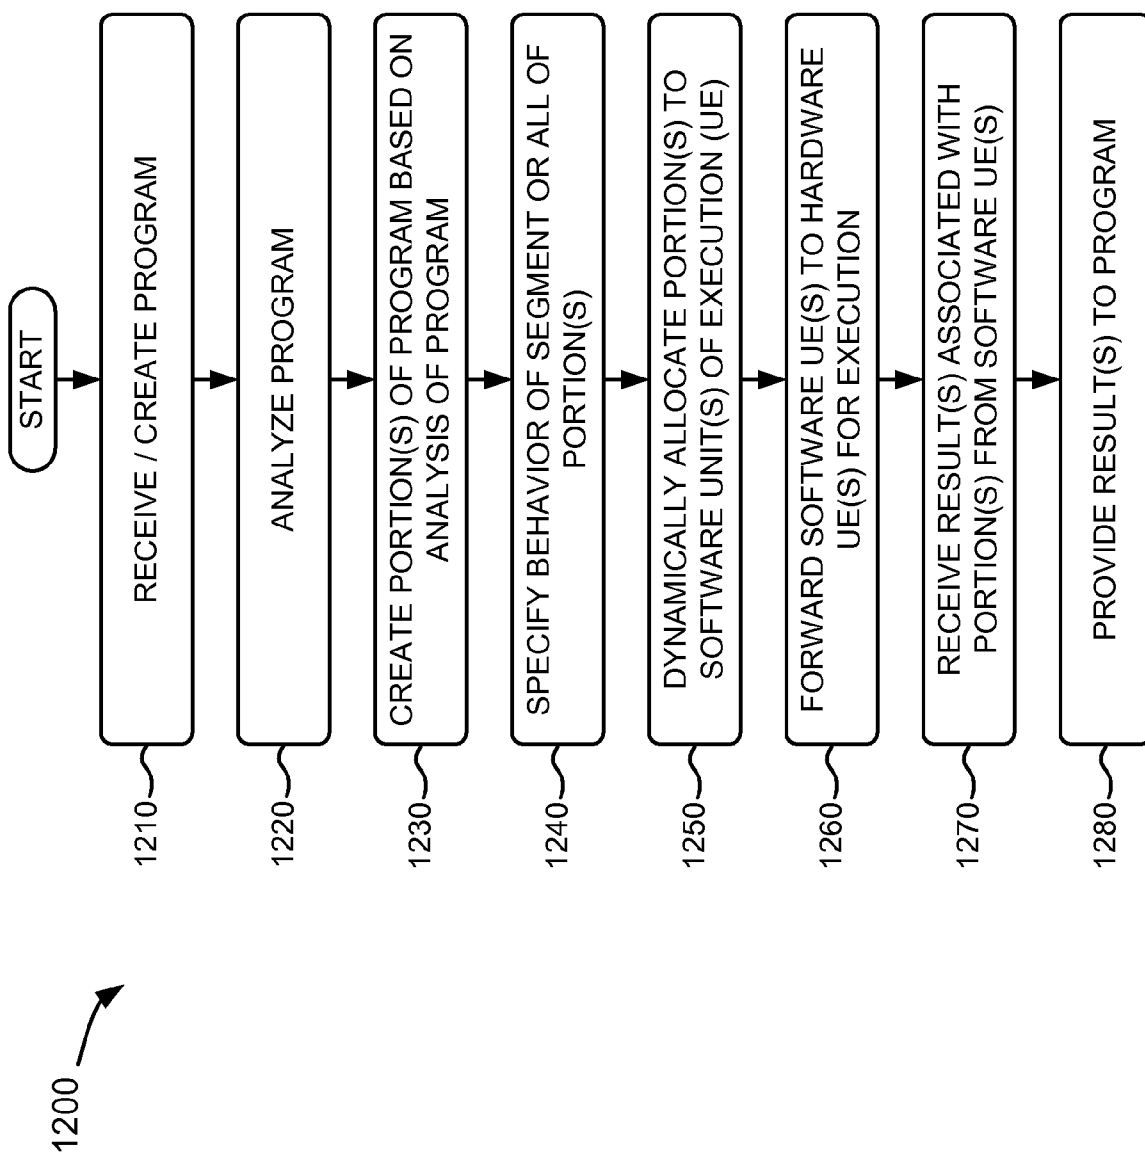 1200
START
1210
RECEIVE / CREATE PROGRAM
1220
ANALYZE PROGRAM
1230
CREATE PORTION(S) OF PROGRAM BASED ON
ANALYSIS OF PROGRAM
1240
SPECIFY BEHAVIOR OF SEGMENT OR ALL OF
PORTION(S)
1250
DYNAMICALLY ALLOCATE PORTION(S) TO
SOFTWARE UNIT(S) OF EXECUTION (UE)
1260
FORWARD SOFTWARE UE(S) TO HARDWARE
UE(S) FOR EXECUTION
1270
RECEIVE RESULT(S) ASSOCIATED WITH
PORTION(S) FROM SOFTWARE UE(S)
1280
PROVIDE RESULT(S) TO PROGRAM